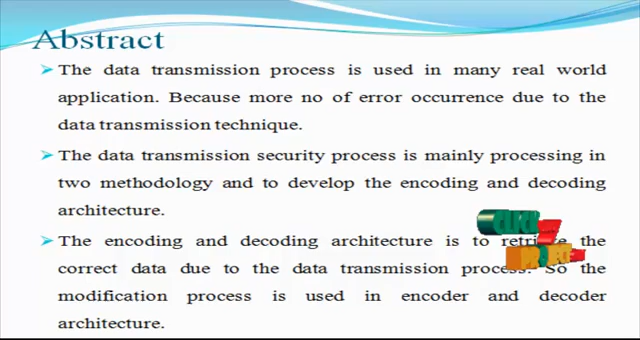 Abstract
The data transmission process is used in many real world
application. Because more no of error occurrence due to the
data transmission technique.
The data transmission security process is mainly processing in
two methodology and to develop the encoding and decoding
architecture.
The encoding and decoding architecture is to retrieve the
correct data due to the data transmission process. So the
modification process is used in encoder and decoder
architecture.
CLICK